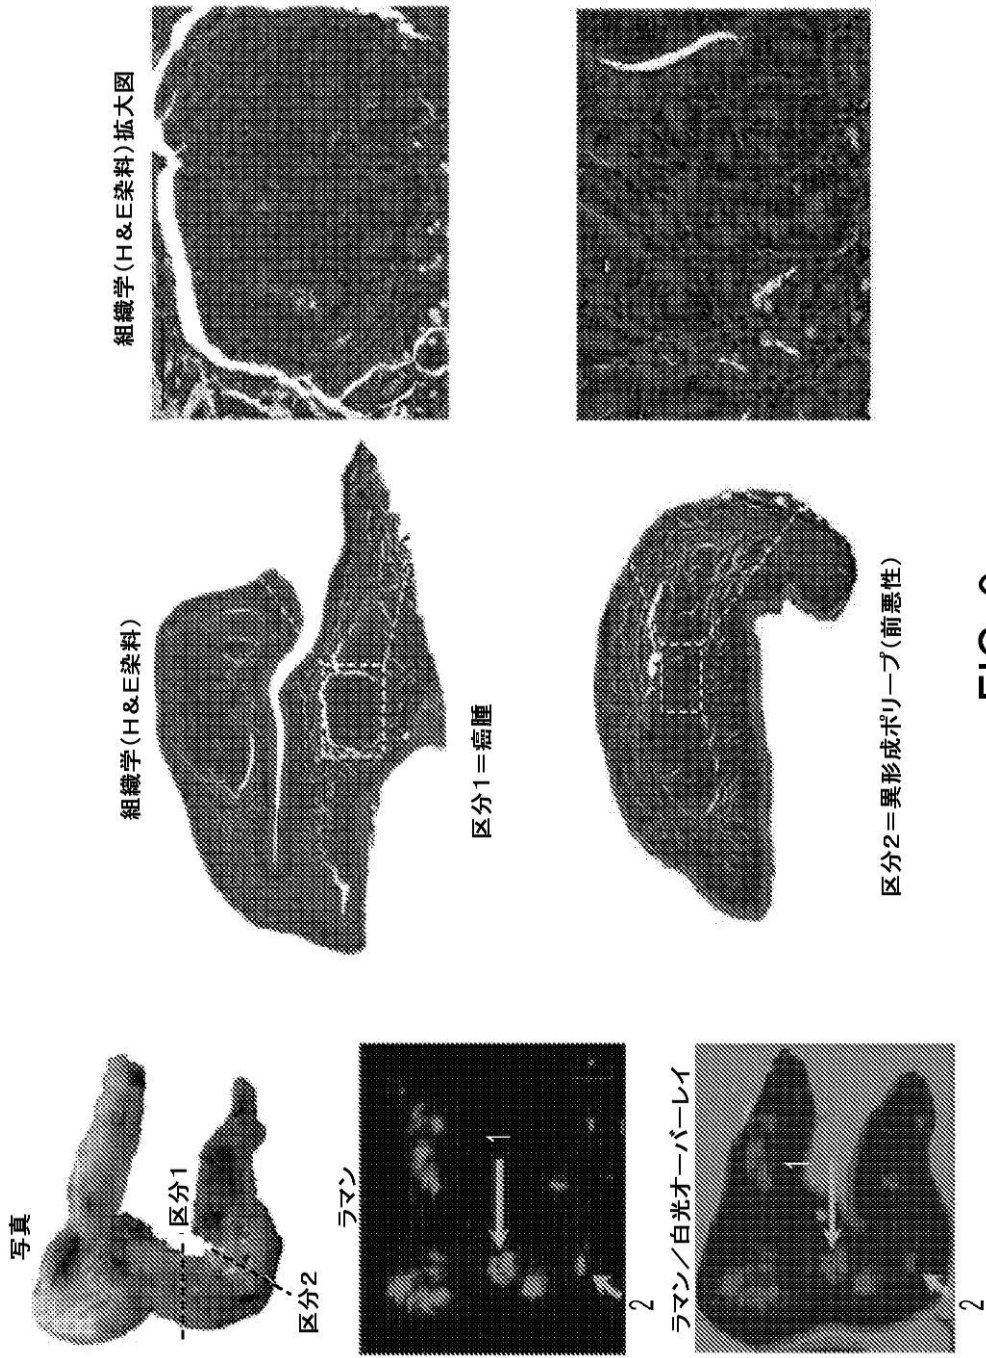 写真
区分1
区分2
ラマン
1
2
ラマン／白光オーバーレイ
1
2
組織学(H&E染料)
区分1＝癌腫
区分2＝異形成ポリープ(前悪性)
組織学(H&E染料)拡大図
FIG.